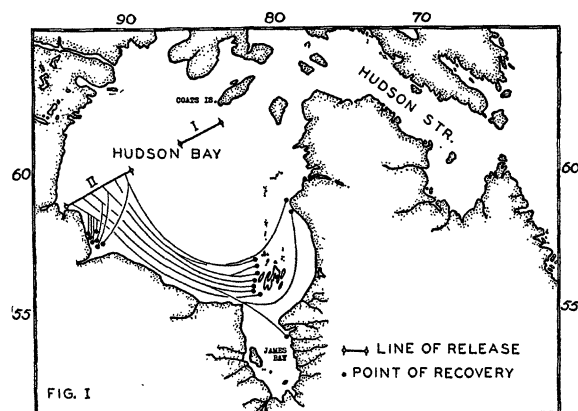 90 80 70
HUDSON STR.
COATS IS.
I
HUDSON BAY
60 60
II
55 55
JAMES
BAY
LINE OF RELEASE
POINT OF RECOVERY
FIG. I